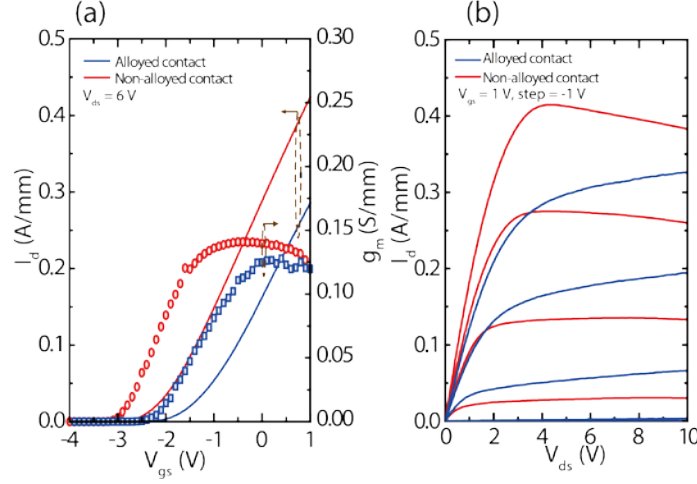 (a)
0.5
0.4
0.3
0.2
0.1
0.0
I_d (A/mm)
Alloyed contact
Non-alloyed contact
V_ds = 6 V
0.30
0.25
0.20
0.15
0.10
0.05
0.00
g_m (S/mm)
-4 -3 -2 -1 0 1
V_gs (V)
(b)
0.5
0.4
0.3
0.2
0.1
0.0
I_d (A/mm)
Alloyed contact
Non-alloyed contact
V_gs = 1 V, step = -1 V
0 2 4 6 8 10
V_ds (V)